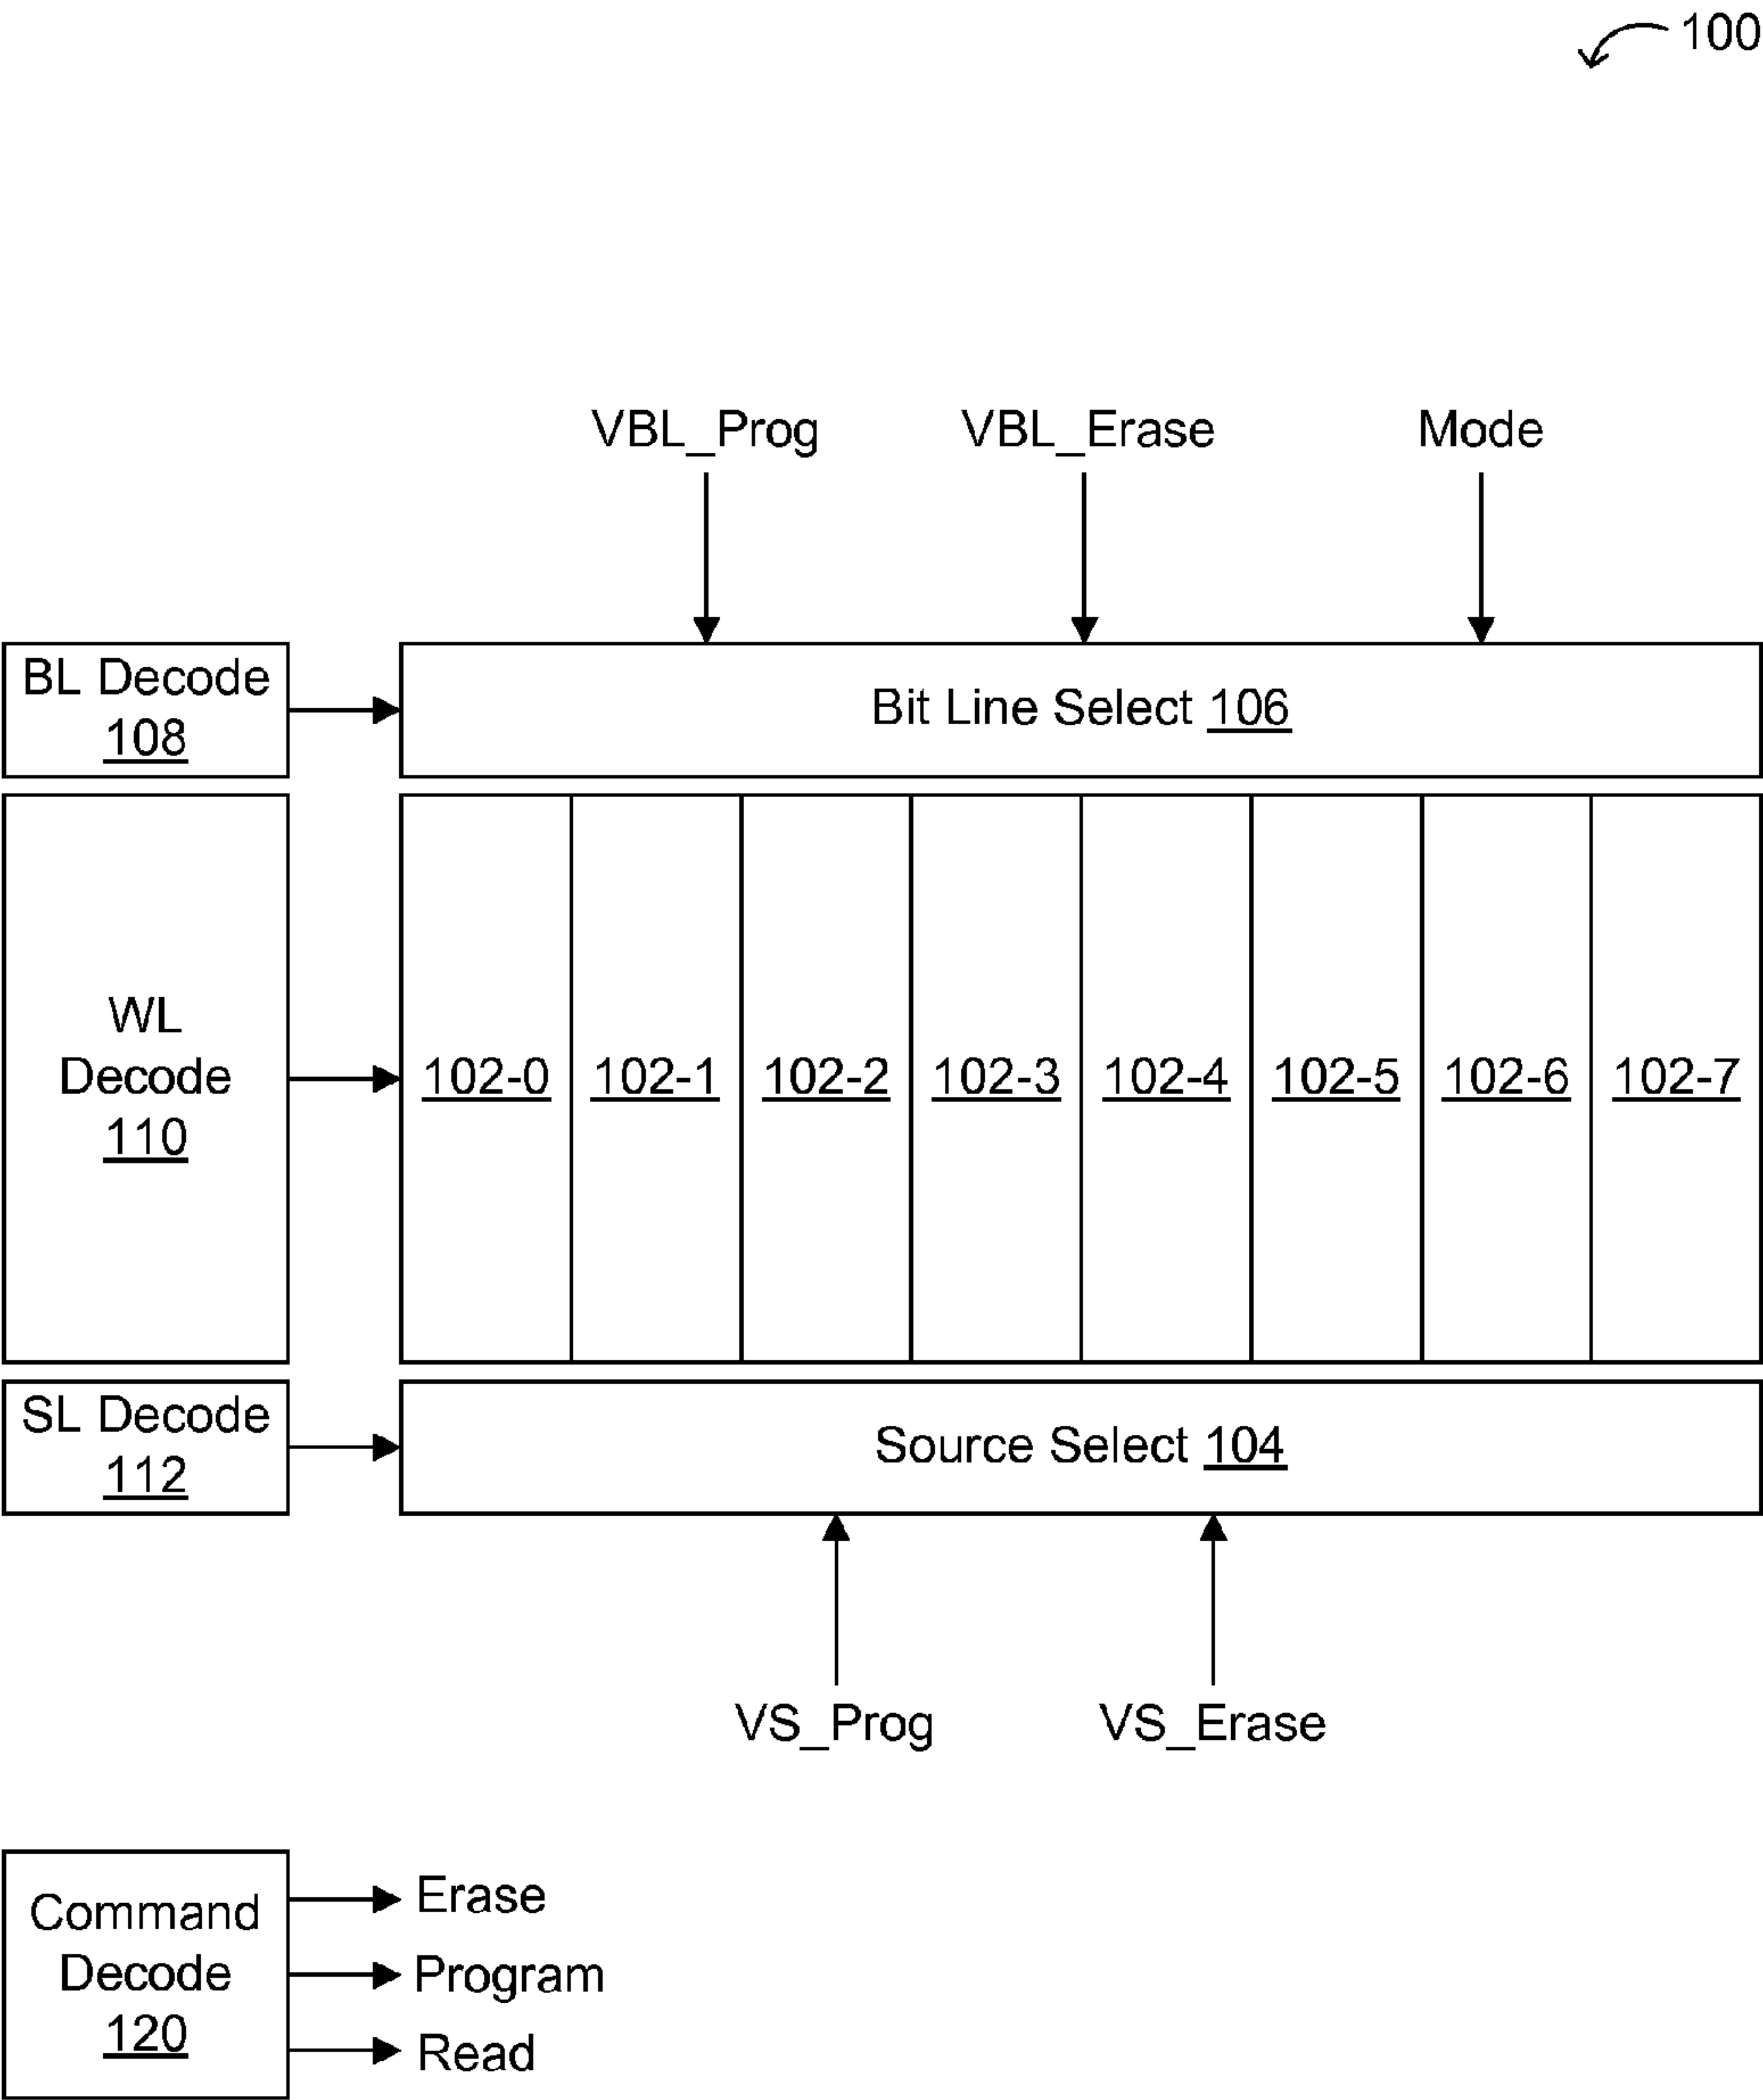 100
VBL_Prog VBL_Erase Mode
BL Decode
108
Bit Line Select 106
WL
Decode
110
102-0 102-1 102-2 102-3 102-4 102-5 102-6 102-7
SL Decode
112
Source Select 104
VS_Prog VS_Erase
Command
Decode
120
Erase
Program
Read